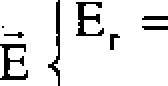 E⃗ { E_r =